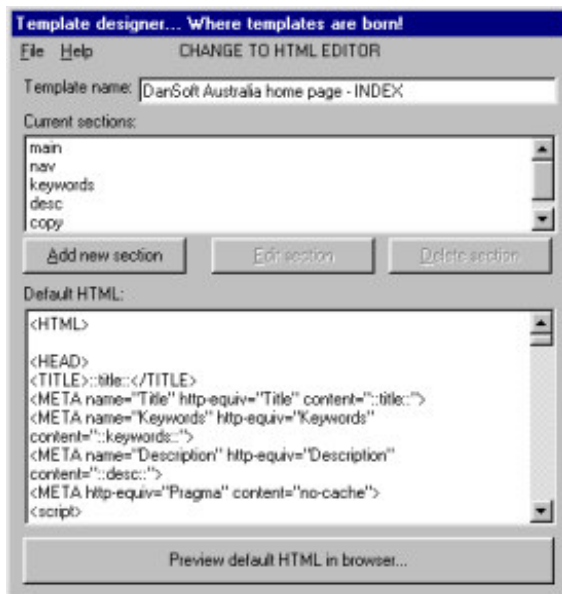 Template designer... Where templates are born!
File Help CHANGE TO HTML EDITOR
Template name: DanSoft Australia home page - INDEX
Current sections:
main
nav
keywords
desc
copy
Add new section Edit section Delete section
Default HTML:
<HTML>
<HEAD>
<TITLE>::title::</TITLE>
<META name="Title" http-equiv="Title" content="::title::">
<META name="Keywords" http-equiv="Keywords"
content="::keywords::">
<META name="Description" http-equiv="Description"
content="::desc::">
<META http-equiv="Pragma" content="no-cache">
<script>
Preview default HTML in browser...